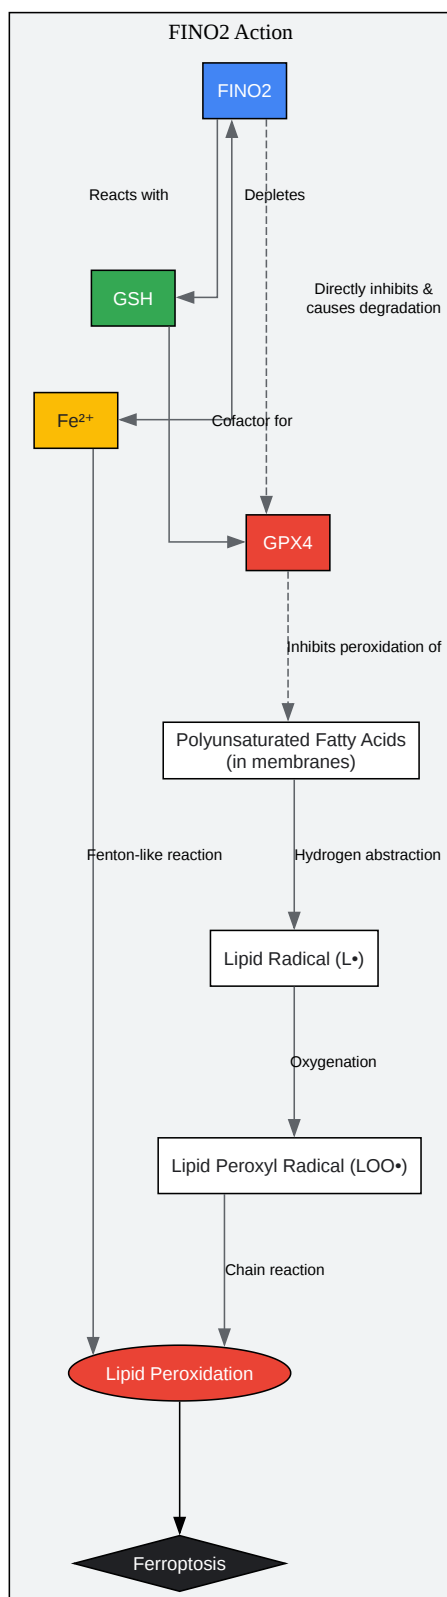 FINO2 Action
FINO2
Reacts with
Depletes
Directly inhibits &
causes degradation
GSH
Fe²⁺
Cofactor for
GPX4
Inhibits peroxidation of
Polyunsaturated Fatty Acids
(in membranes)
Fenton-like reaction
Hydrogen abstraction
Lipid Radical (L•)
Oxygenation
Lipid Peroxyl Radical (LOO•)
Chain reaction
Lipid Peroxidation
Ferroptosis